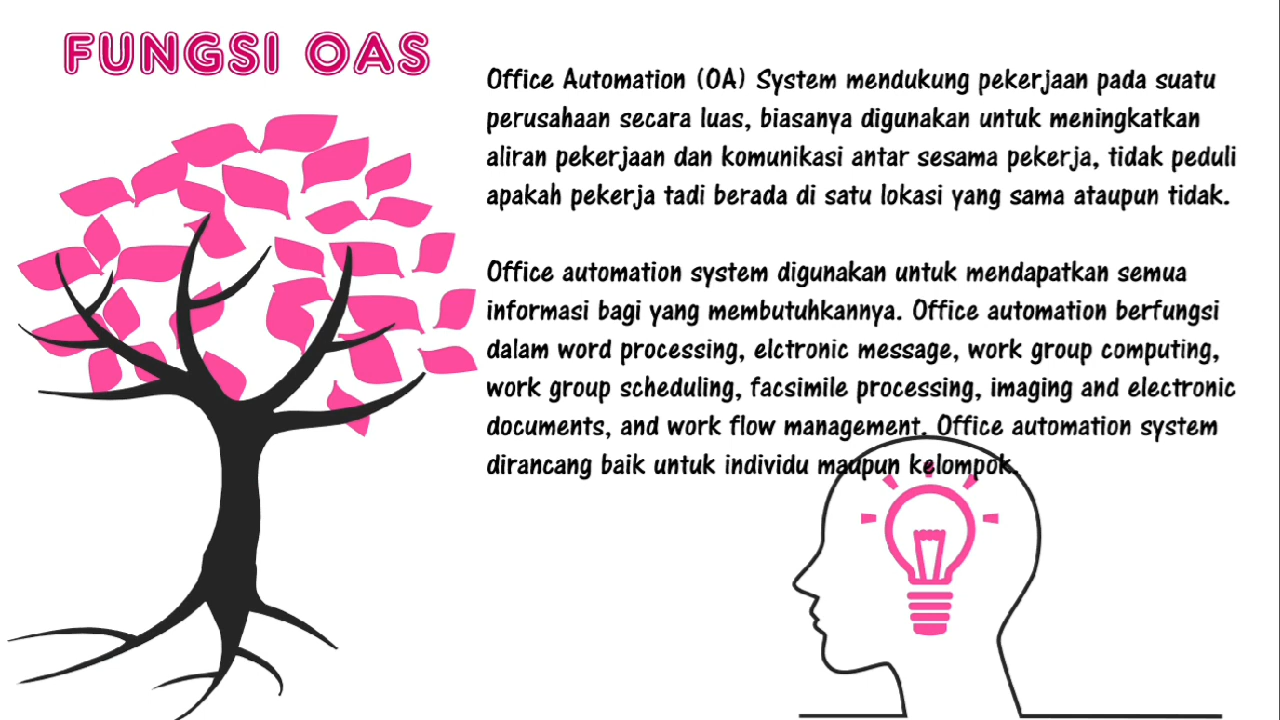 FUNGSI OAS
Office Automation (OA) System mendukung pekerjaan pada suatu
perusahaan secara luas, biasanya digunakan untuk meningkatkan
aliran pekerjaan dan komunikasi antar sesama pekerja, tidak peduli
apakah pekerja tadi berada di satu lokasi yang sama ataupun tidak.
Office automation system digunakan untuk mendapatkan semua
informasi bagi yang membutuhkannya. Office automation berfungsi
dalam word processing, elctronic message, work group computing,
work group scheduling, facsimile processing, imaging and electronic
documents, and work flow management. Office automation system
dirancang baik untuk individu maupun kelompok.